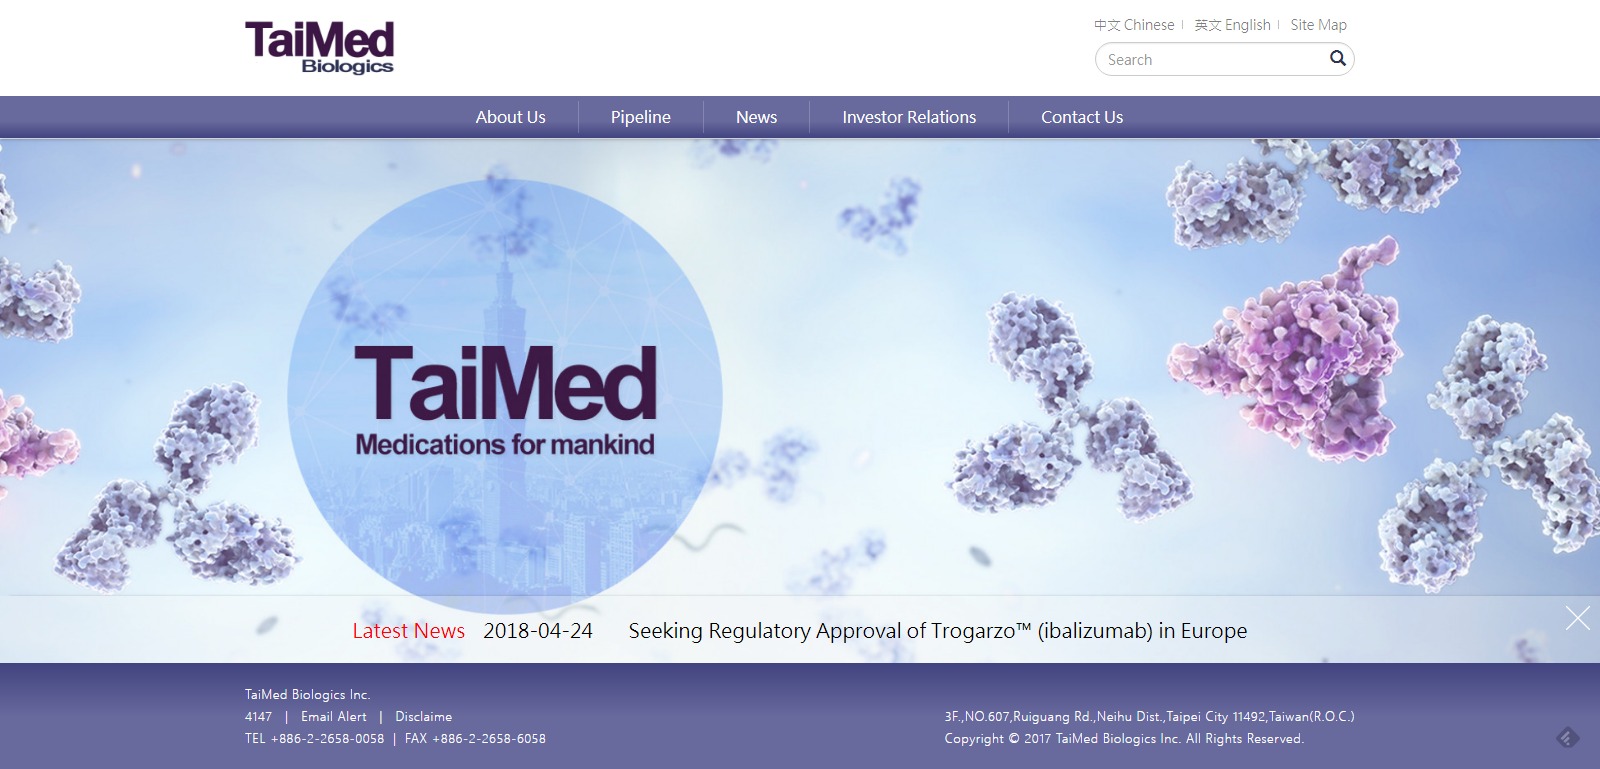 TaiMed
Biologics
中文 Chinese
英文 English
Site Map
Search
About Us
Pipeline
News
Investor Relations
Contact Us
TaiMed
Medications for mankind
Latest News 2018-04-24 Seeking Regulatory Approval of Trogarzo™ (ibalizumab) in Europe
TaiMed Biologics Inc.
4147 | Email Alert | Disclaime
TEL +886-2-2658-0058 | FAX +886-2-2658-6058
3F.,NO.607,Ruiguang Rd.,Neihu Dist.,Taipei City 11492,Taiwan(R.O.C.)
Copyright © 2017 TaiMed Biologics Inc. All Rights Reserved.